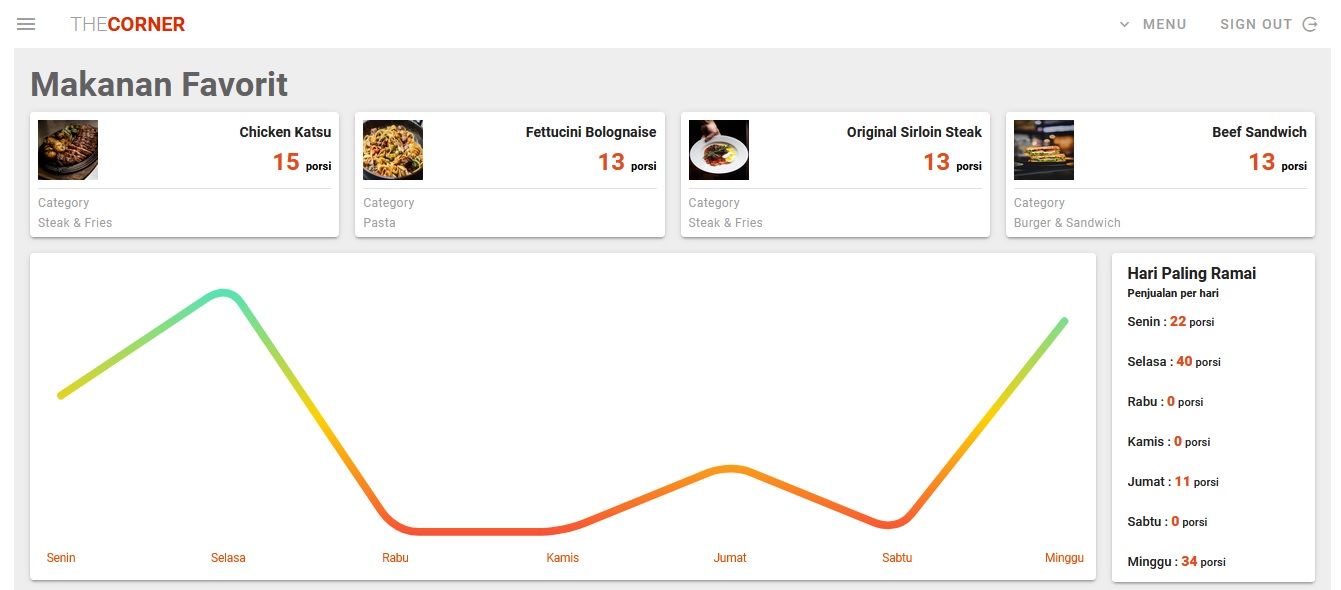 THECORNER
MENU
SIGN OUT
Makanan Favorit
Chicken Katsu
15 porsi
Category
Steak & Fries
Fettucini Bolognaise
13 porsi
Category
Pasta
Original Sirloin Steak
13 porsi
Category
Steak & Fries
Beef Sandwich
13 porsi
Category
Burger & Sandwich
Senin
Selasa
Rabu
Kamis
Jumat
Sabtu
Minggu
Hari Paling Ramai
Penjualan per hari
Senin : 22 porsi
Selasa : 40 porsi
Rabu : 0 porsi
Kamis : 0 porsi
Jumat : 11 porsi
Sabtu : 0 porsi
Minggu : 34 porsi